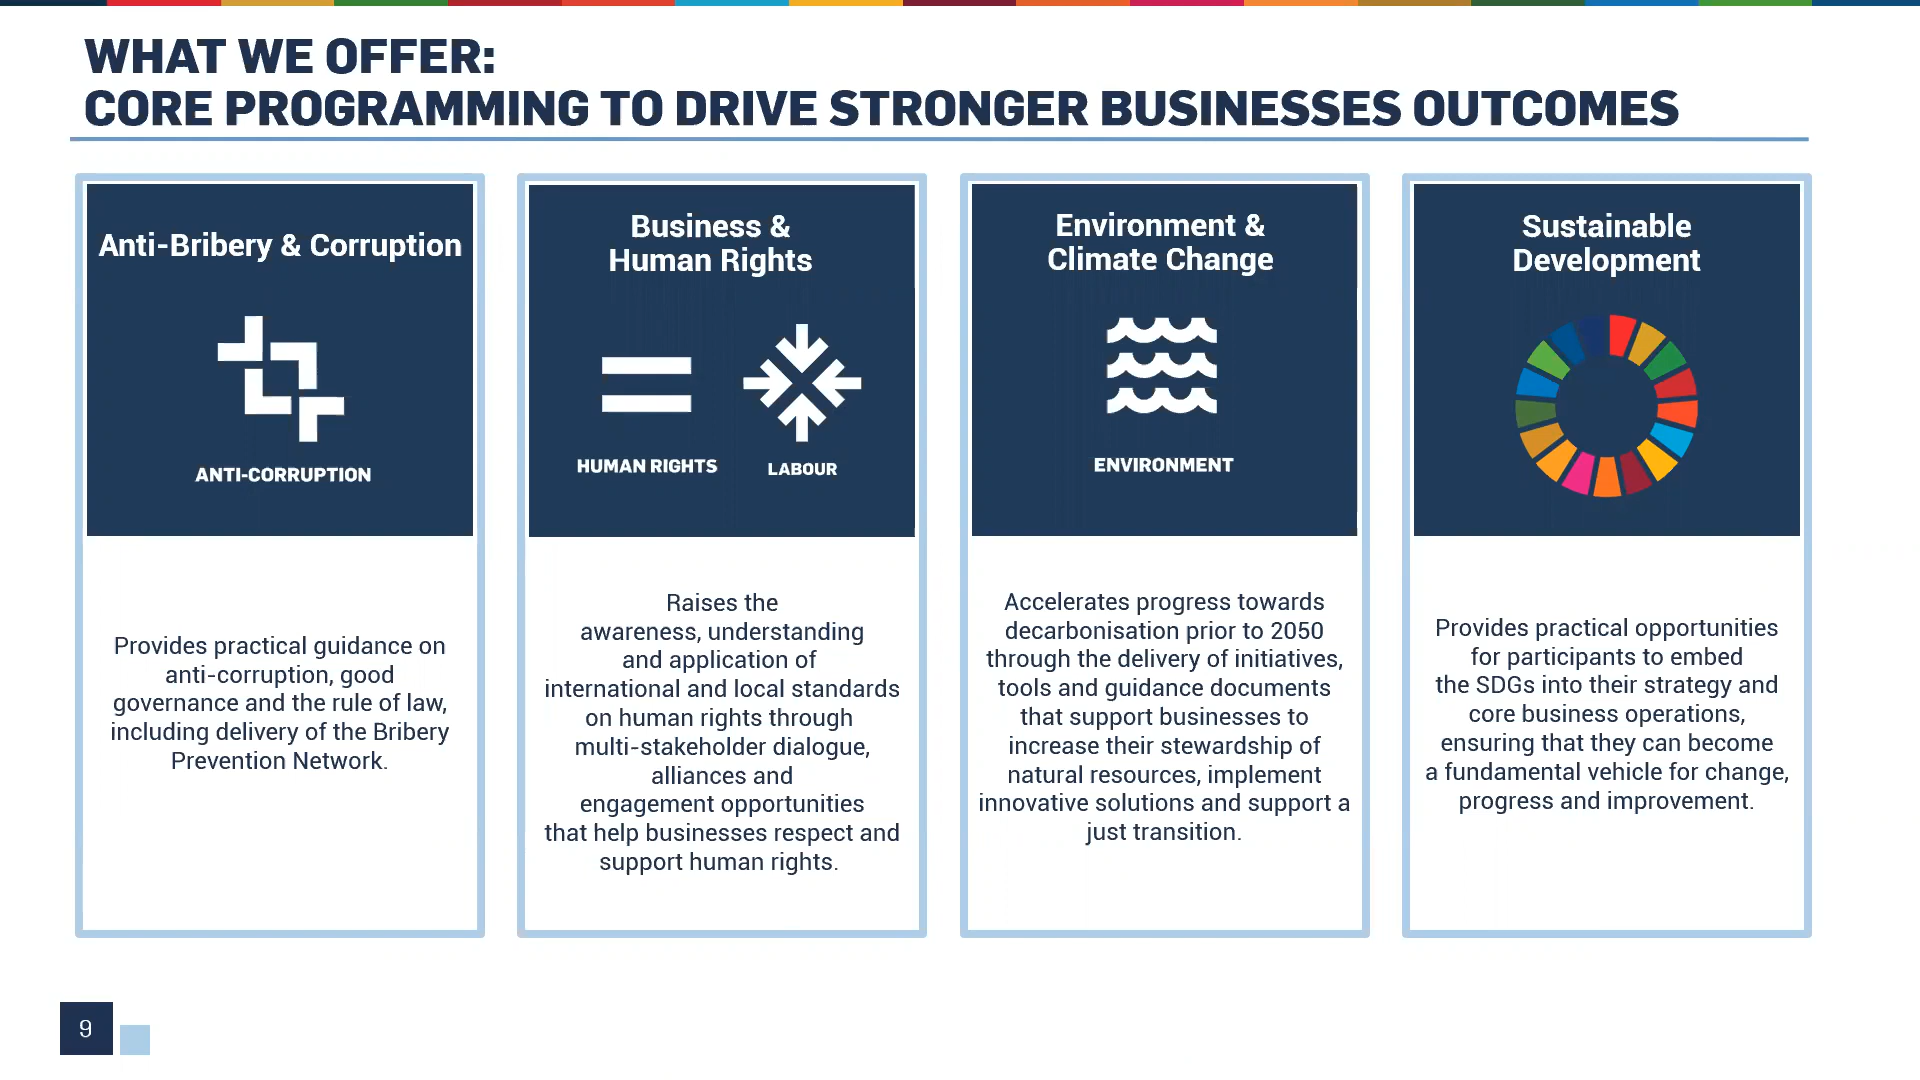 WHAT WE OFFER:
CORE PROGRAMMING TO DRIVE STRONGER BUSINESSES OUTCOMES
Anti-Bribery & Corruption
ANTI-CORRUPTION
Provides practical guidance on
anti-corruption, good
governance and the rule of law,
including delivery of the Bribery
Prevention Network.
Business &
Human Rights
HUMAN RIGHTS
LABOUR
Raises the
awareness, understanding
and application of
international and local standards
on human rights through
multi-stakeholder dialogue,
alliances and
engagement opportunities
that help businesses respect and
support human rights.
Environment &
Climate Change
ENVIRONMENT
Accelerates progress towards
decarbonisation prior to 2050
through the delivery of initiatives,
tools and guidance documents
that support businesses to
increase their stewardship of
natural resources, implement
innovative solutions and support a
just transition.
Sustainable
Development
Provides practical opportunities
for participants to embed
the SDGs into their strategy and
core business operations,
ensuring that they can become
a fundamental vehicle for change,
progress and improvement.
9